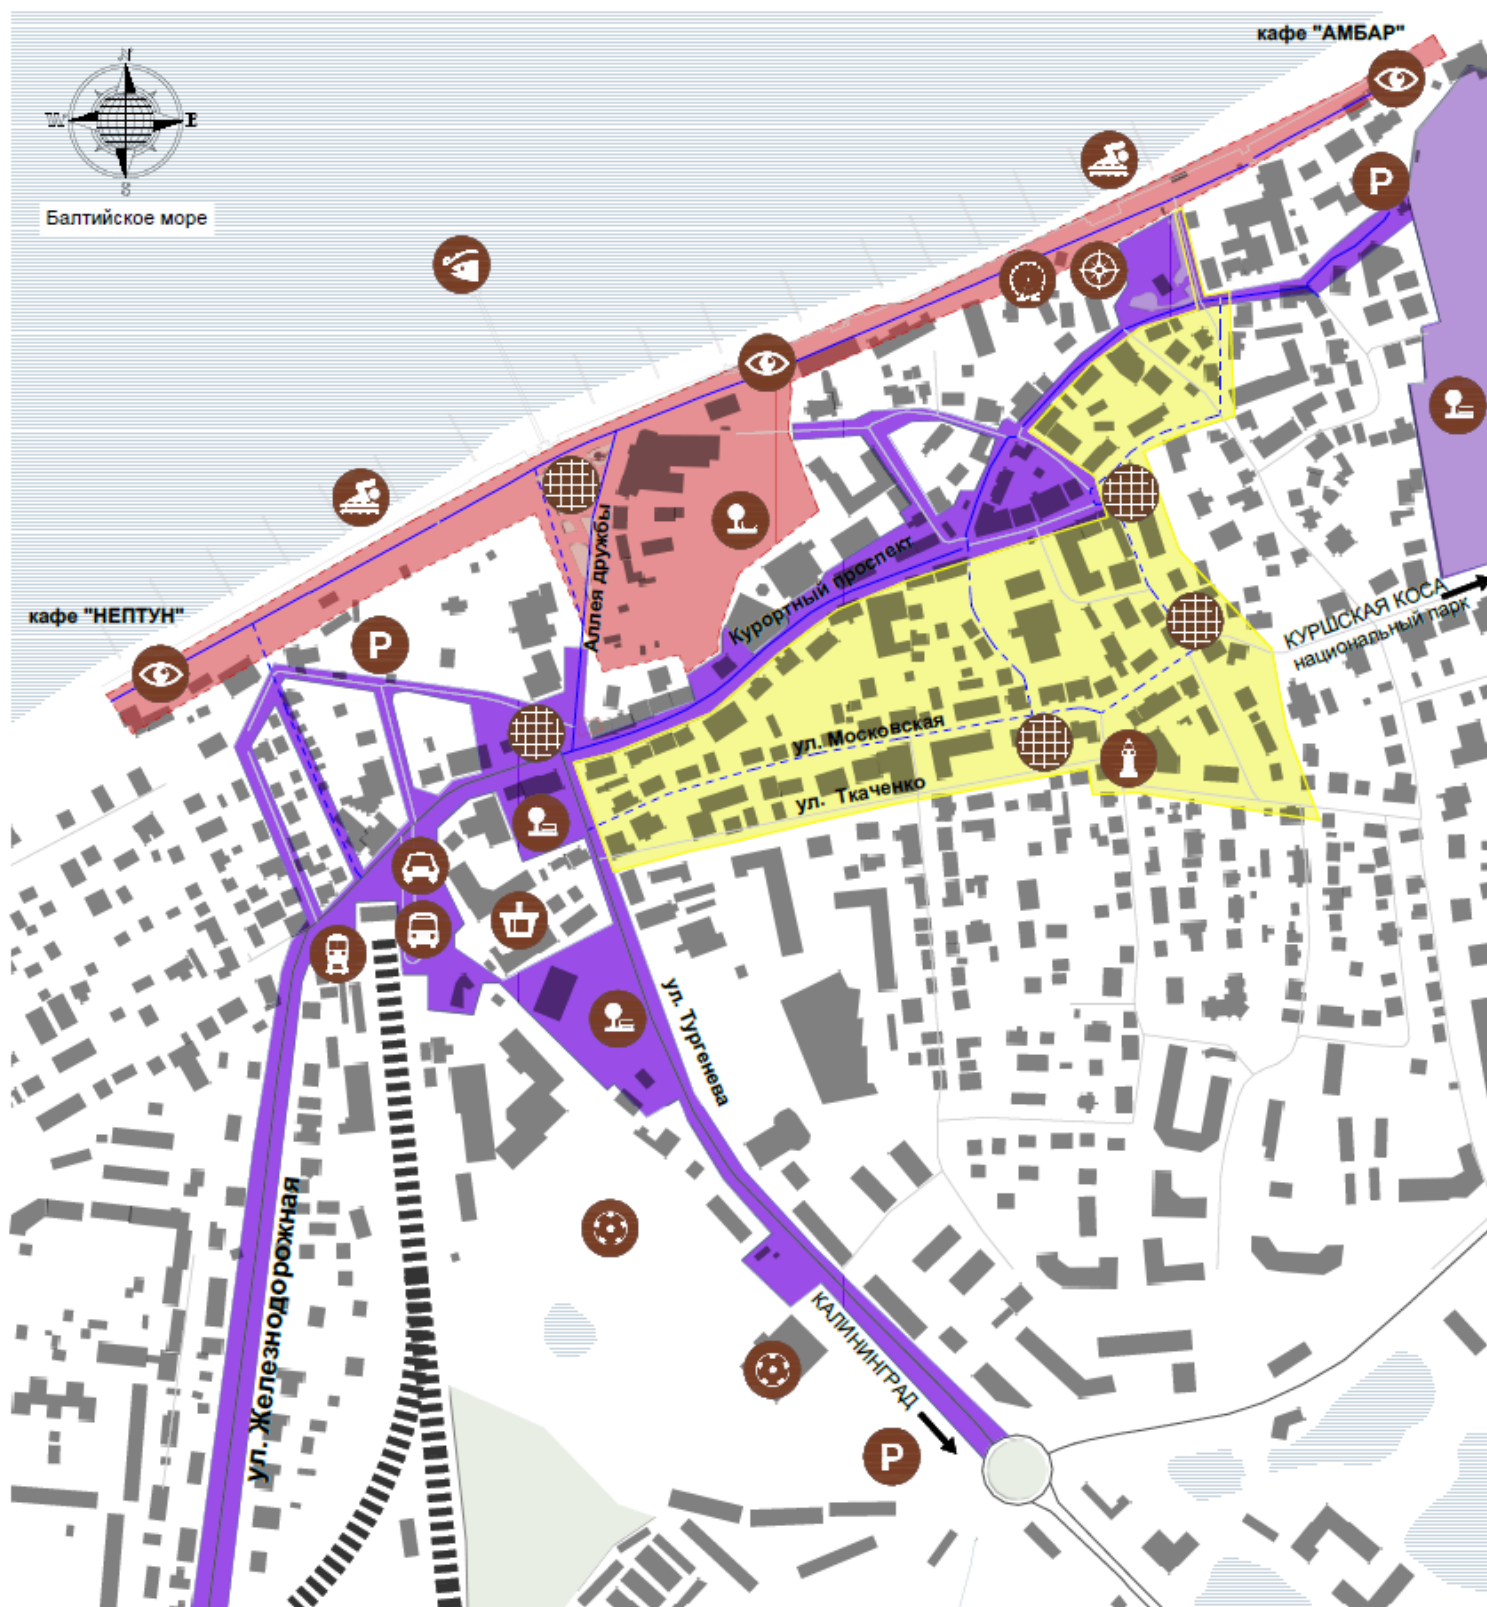 кафе "АМБАР"
N
W
E
S
Балтийское море
P
кафе "НЕПТУН"
Аллея дружбы
Курортный проспект
КУРШСКАЯ КОСА
национальный парк
P
ул. Московская
ул. Ткаченко
ул. Тургенева
ул. Железнодорожная
КАЛИНИНГРАД
P